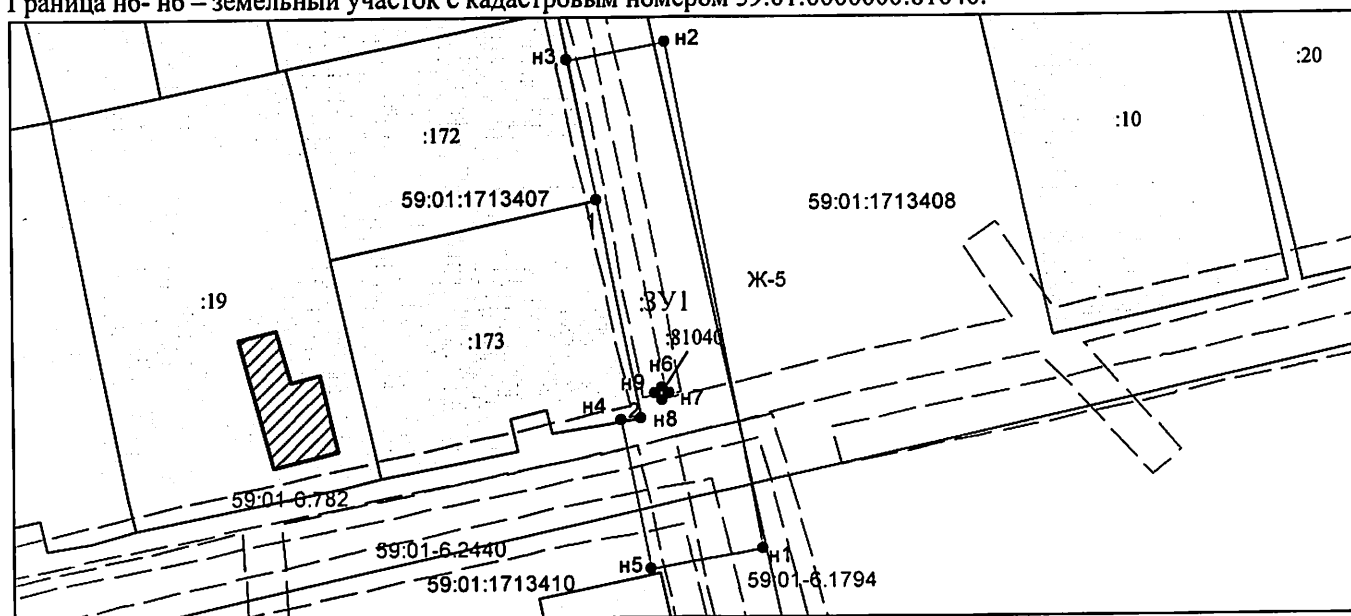 Граница н6- н6 – земельный участок с кадастровым номером 59:01:0000000:81040.
н3
н2
:20
:172
:10
59:01:1713407
59:01:1713408
1
Ж-5
:19
:ЗУ1
:173
:81040
н6
н9
н7
н4
2
н8
59:01-6.782
59:01-6.2440
н1
н5
59:01:1713410
59:01-6.1794